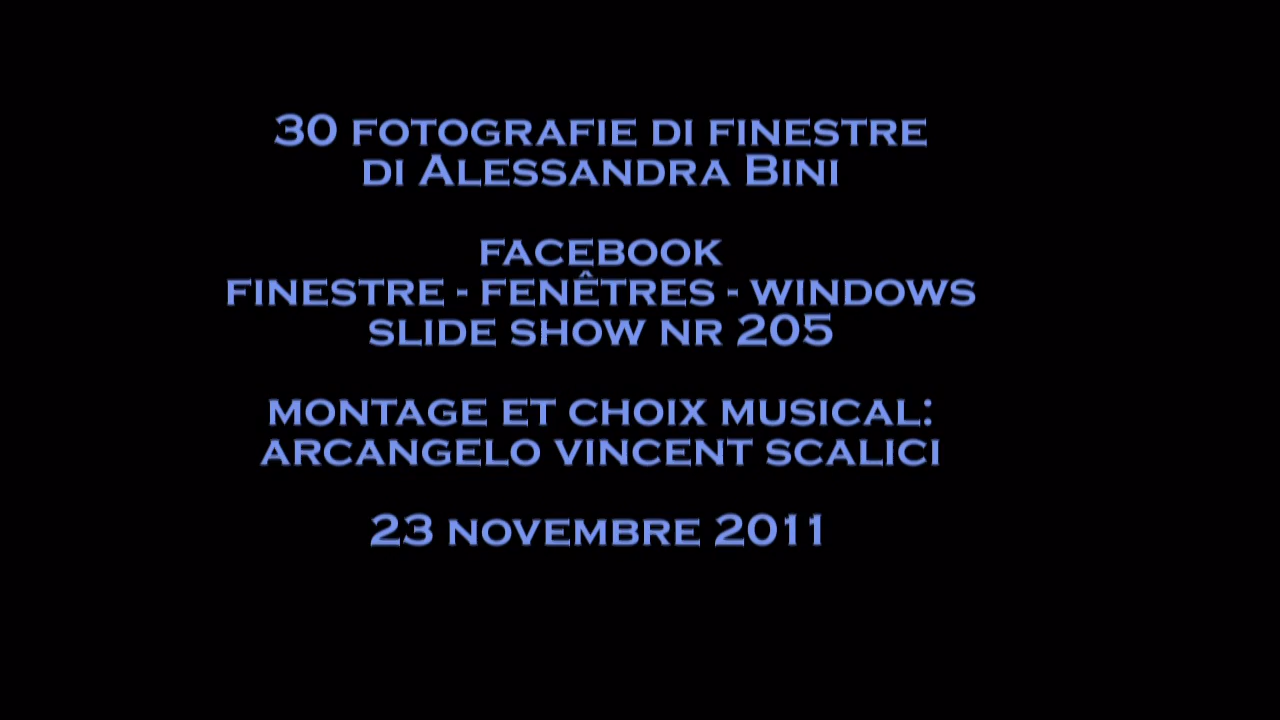 30 FOTOGRAFIE DI FINESTRE
DI ALESSANDRA BINI
FACEBOOK
FINESTRE - FENÊTRES - WINDOWS
SLIDE SHOW NR 205
MONTAGE ET CHOIX MUSICAL:
ARCANGELO VINCENT SCALICI
23 NOVEMBRE 2011